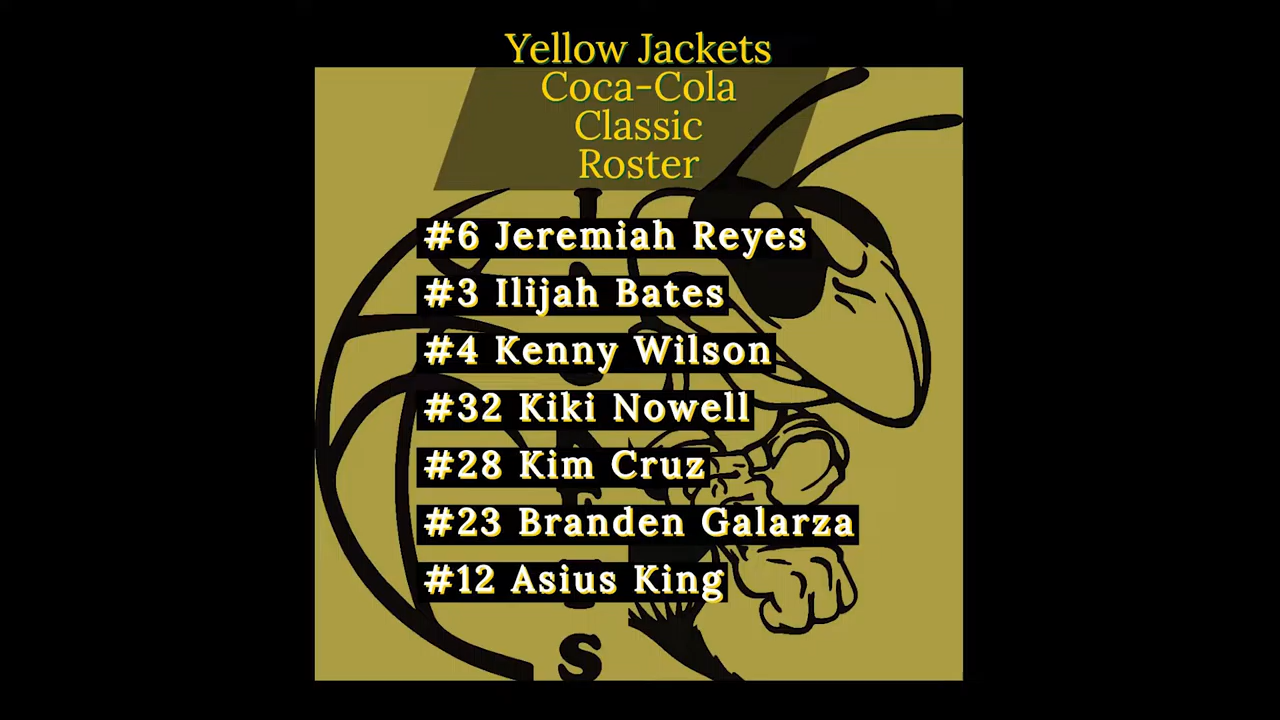 Yellow Jackets
Coca-Cola
Classic
Roster
#6 Jeremiah Reyes
#3 Ilijah Bates
#4 Kenny Wilson
#32 Kiki Nowell
#28 Kim Cruz
#23 Branden Galarza
#12 Asius King
S